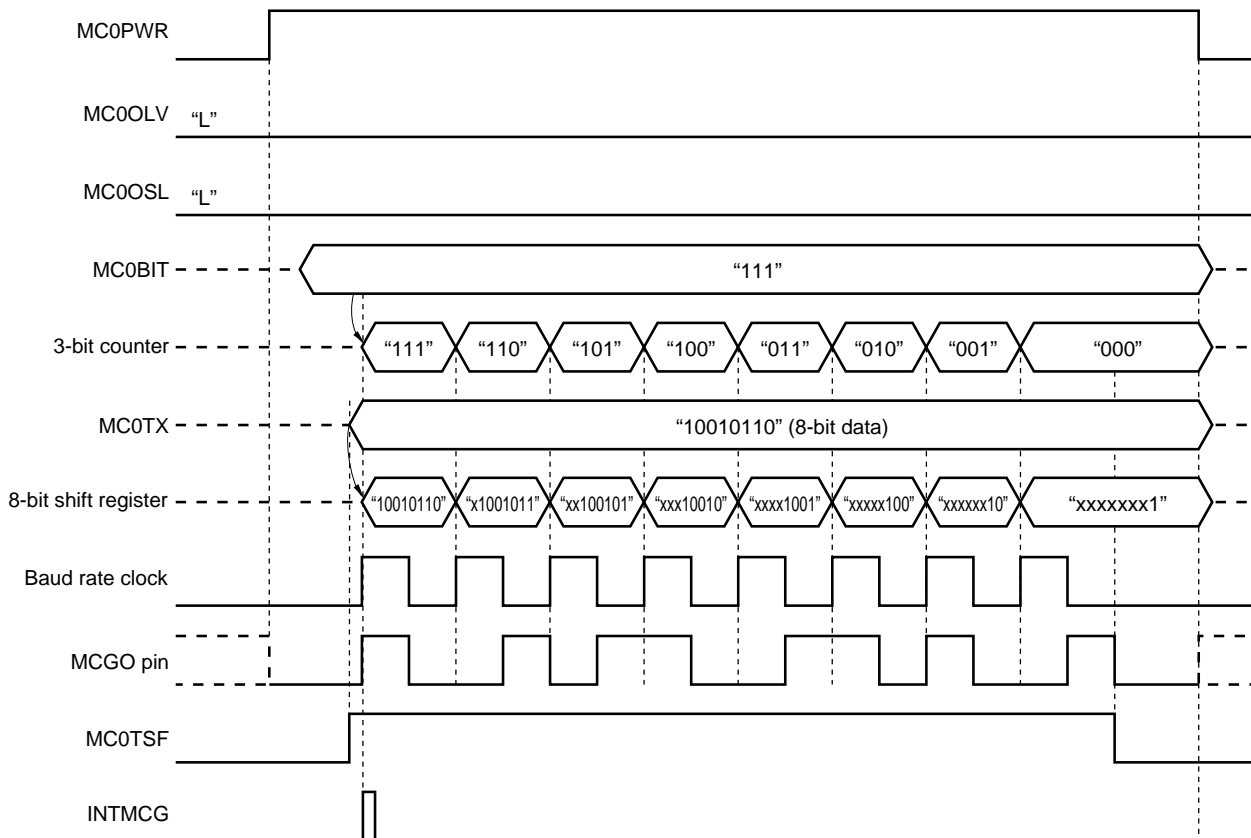 MC0PWR
MC0OLV “L”
MC0OSL “L”
MC0BIT “111”
3-bit counter “111” “110” “101” “100” “011” “010” “001” “000”
MC0TX “10010110” (8-bit data)
8-bit shift register “10010110” “x1001011” “xx100101” “xxx10010” “xxxx1001” “xxxxx100” “xxxxxx10” “xxxxxxx1”
Baud rate clock
MCGO pin
MC0TSF
INTMCG